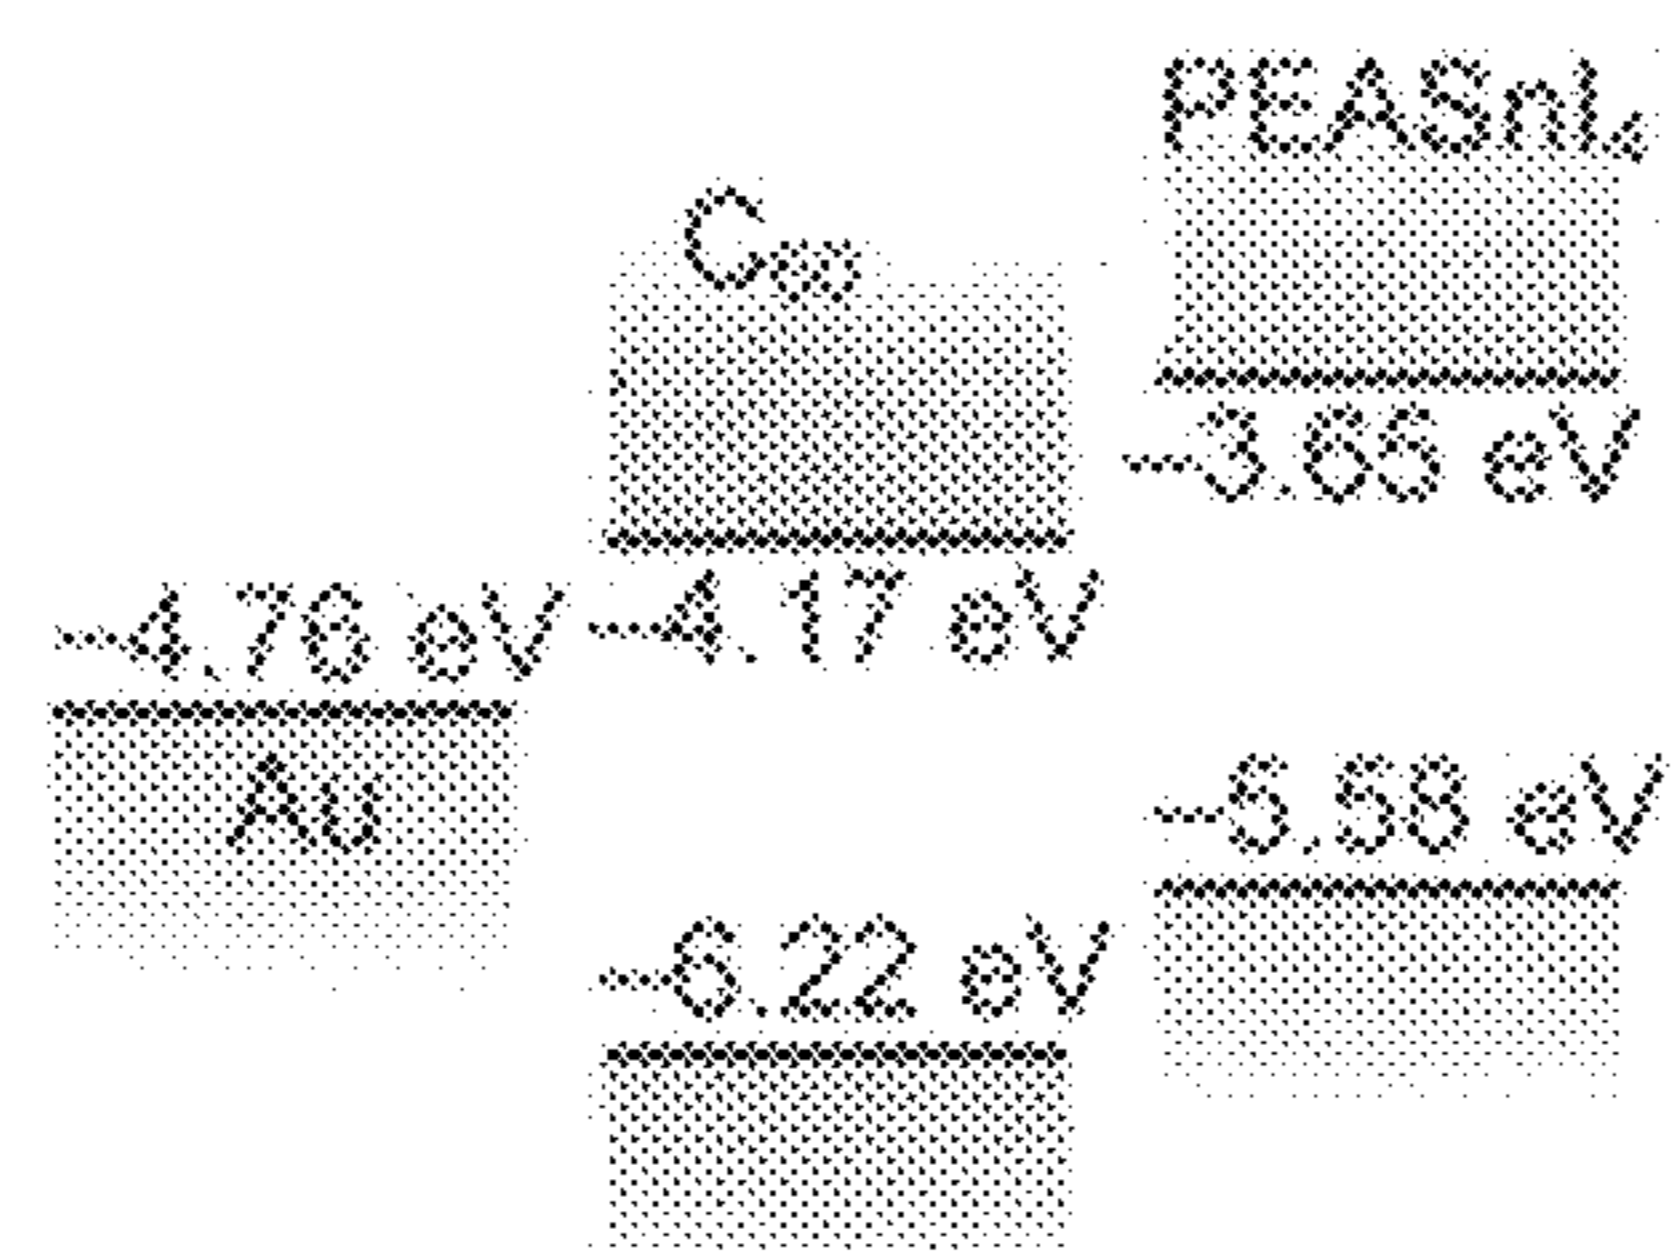 PEASnI₄
C₆₀
-3.65 eV
-4.76 eV
-4.17 eV
Au
-5.58 eV
-6.22 eV